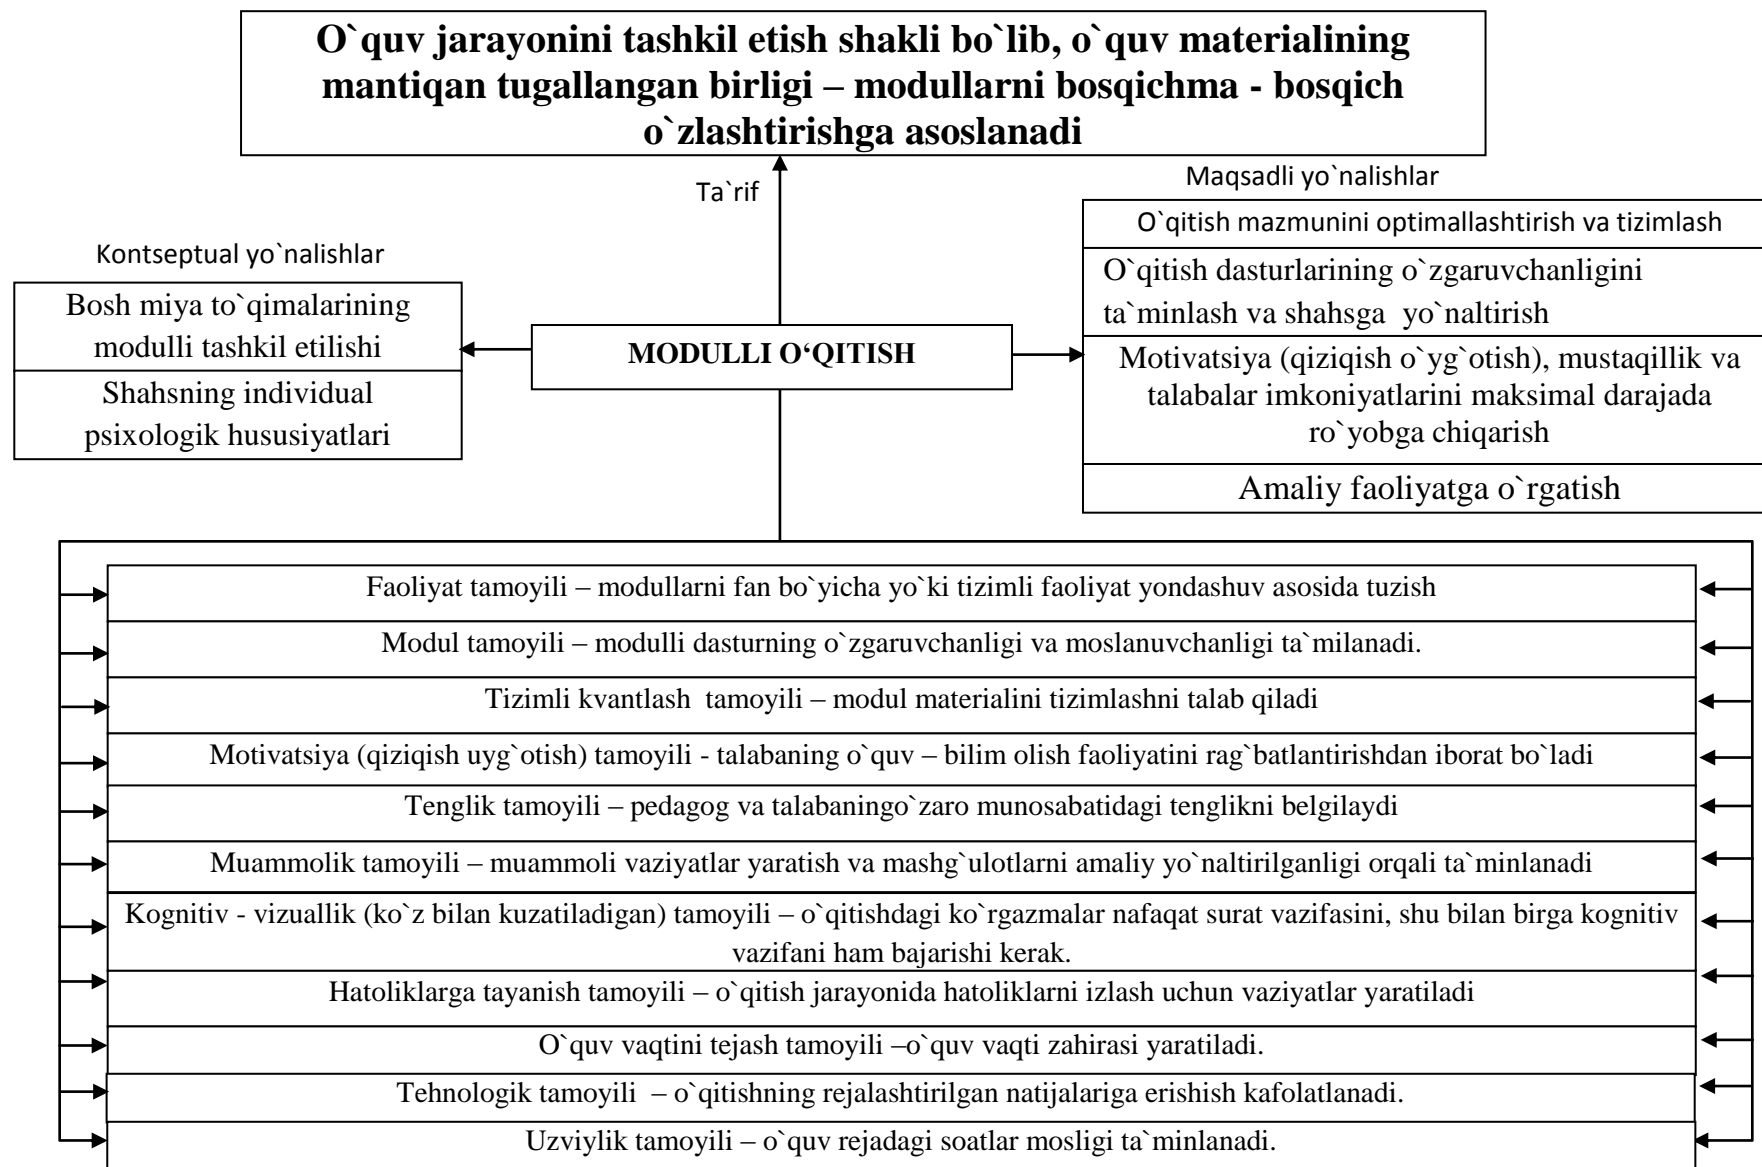 O`quv jarayonini tashkil etish shakli bo`lib, o`quv materialining
mantiqan tugallangan birligi – modullarni bosqichma - bosqich
o`zlashtirishga asoslanadi
Ta`rif
Maqsadli yo`nalishlar
O`qitish mazmunini optimallashtirish va tizimlash
O`qitish dasturlarining o`zgaruvchanligini
ta`minlash va shahsga yo`naltirish
Motivatsiya (qiziqish o`yg`otish), mustaqillik va
talabalar imkoniyatlarini maksimal darajada
ro`yobga chiqarish
Amaliy faoliyatga o`rgatish
Kontseptual yo`nalishlar
Bosh miya to`qimalarining
modulli tashkil etilishi
Shahsning individual
psixologik hususiyatlari
MODULLI O‘QITISH
Faoliyat tamoyili – modullarni fan bo`yicha yo`ki tizimli faoliyat yondashuv asosida tuzish
Modul tamoyili – modulli dasturning o`zgaruvchanligi va moslanuvchanligi ta`milanadi.
Tizimli kvantlash tamoyili – modul materialini tizimlashni talab qiladi
Motivatsiya (qiziqish uyg`otish) tamoyili - talabaning o`quv – bilim olish faoliyatini rag`batlantirishdan iborat bo`ladi
Tenglik tamoyili – pedagog va talabaningo`zaro munosabatidagi tenglikni belgilaydi
Muammolik tamoyili – muammoli vaziyatlar yaratish va mashg`ulotlarni amaliy yo`naltirilganligi orqali ta`minlanadi
Kognitiv - vizuallik (ko`z bilan kuzatiladigan) tamoyili – o`qitishdagi ko`rgazmalar nafaqat surat vazifasini, shu bilan birga kognitiv
vazifani ham bajarishi kerak.
Hatoliklarga tayanish tamoyili – o`qitish jarayonida hatoliklarni izlash uchun vaziyatlar yaratiladi
O`quv vaqtini tejash tamoyili –o`quv vaqti zahirasi yaratiladi.
Tehnologik tamoyili – o`qitishning rejalashtirilgan natijalariga erishish kafolatlanadi.
Uzviylik tamoyili – o`quv rejadagi soatlar mosligi ta`minlanadi.